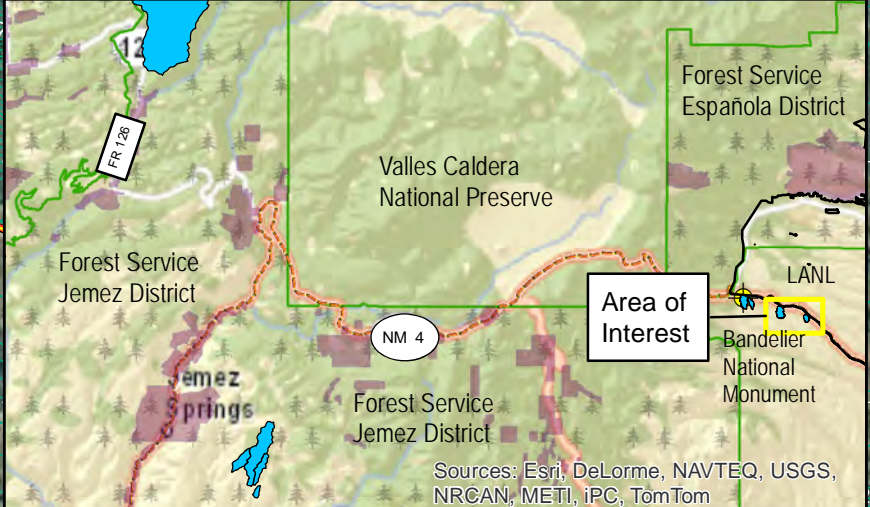 12
FR 126
Forest Service
Española District
Valles Caldera
National Preserve
Forest Service
Jemez District
LANL
Area of
Interest
NM 4
Bandelier
National
Monument
emez
Springs
Forest Service
Jemez District
Sources: Esri, DeLorme, NAVTEQ, USGS,
NRCAN, METI, iPC, TomTom